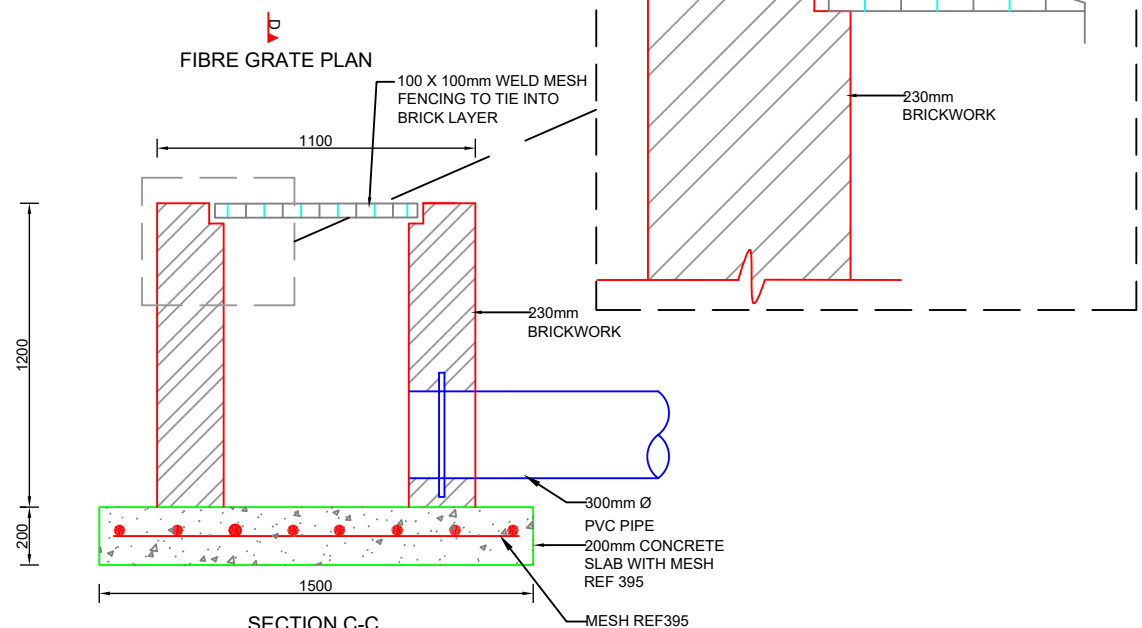 D
FIBRE GRATE PLAN
100 X 100mm WELD MESH
FENCING TO TIE INTO
BRICK LAYER
230mm
BRICKWORK
1100
1200
230mm
BRICKWORK
300mm Ø
PVC PIPE
200mm CONCRETE
SLAB WITH MESH
REF 395
200
1500
MESH REF395
SECTION C-C